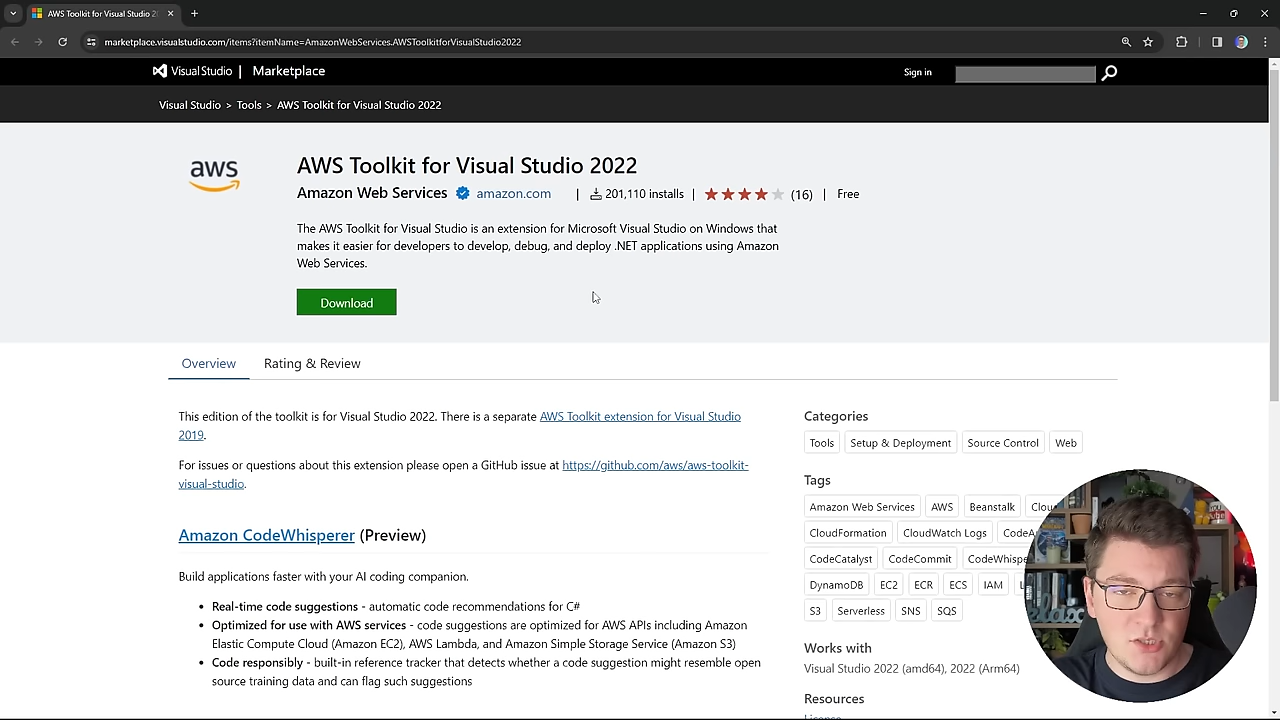 AWS Toolkit for Visual Studio 2
marketplace.visualstudio.com/items?itemName=AmazonWebServices.AWSToolkitforVisualStudio2022
Visual Studio | Marketplace
Sign in
Visual Studio > Tools > AWS Toolkit for Visual Studio 2022
aws
AWS Toolkit for Visual Studio 2022
Amazon Web Services amazon.com | 201,110 installs | (16) | Free
The AWS Toolkit for Visual Studio is an extension for Microsoft Visual Studio on Windows that
makes it easier for developers to develop, debug, and deploy .NET applications using Amazon
Web Services.
Download
Overview Rating & Review
This edition of the toolkit is for Visual Studio 2022. There is a separate AWS Toolkit extension for Visual Studio
2019.
For issues or questions about this extension please open a GitHub issue at https://github.com/aws/aws-toolkit-
visual-studio.
Amazon CodeWhisperer (Preview)
Build applications faster with your AI coding companion.
• Real-time code suggestions - automatic code recommendations for C#
• Optimized for use with AWS services - code suggestions are optimized for AWS APIs including Amazon
Elastic Compute Cloud (Amazon EC2), AWS Lambda, and Amazon Simple Storage Service (Amazon S3)
• Code responsibly - built-in reference tracker that detects whether a code suggestion might resemble open
source training data and can flag such suggestions
Categories
Tools Setup & Deployment Source Control Web
Tags
Amazon Web Services AWS Beanstalk Clou
CloudFormation CloudWatch Logs CodeA
CodeCatalyst CodeCommit CodeWhispe
DynamoDB EC2 ECR ECS IAM L
S3 Serverless SNS SQS
Works with
Visual Studio 2022 (amd64), 2022 (Arm64)
Resources
License